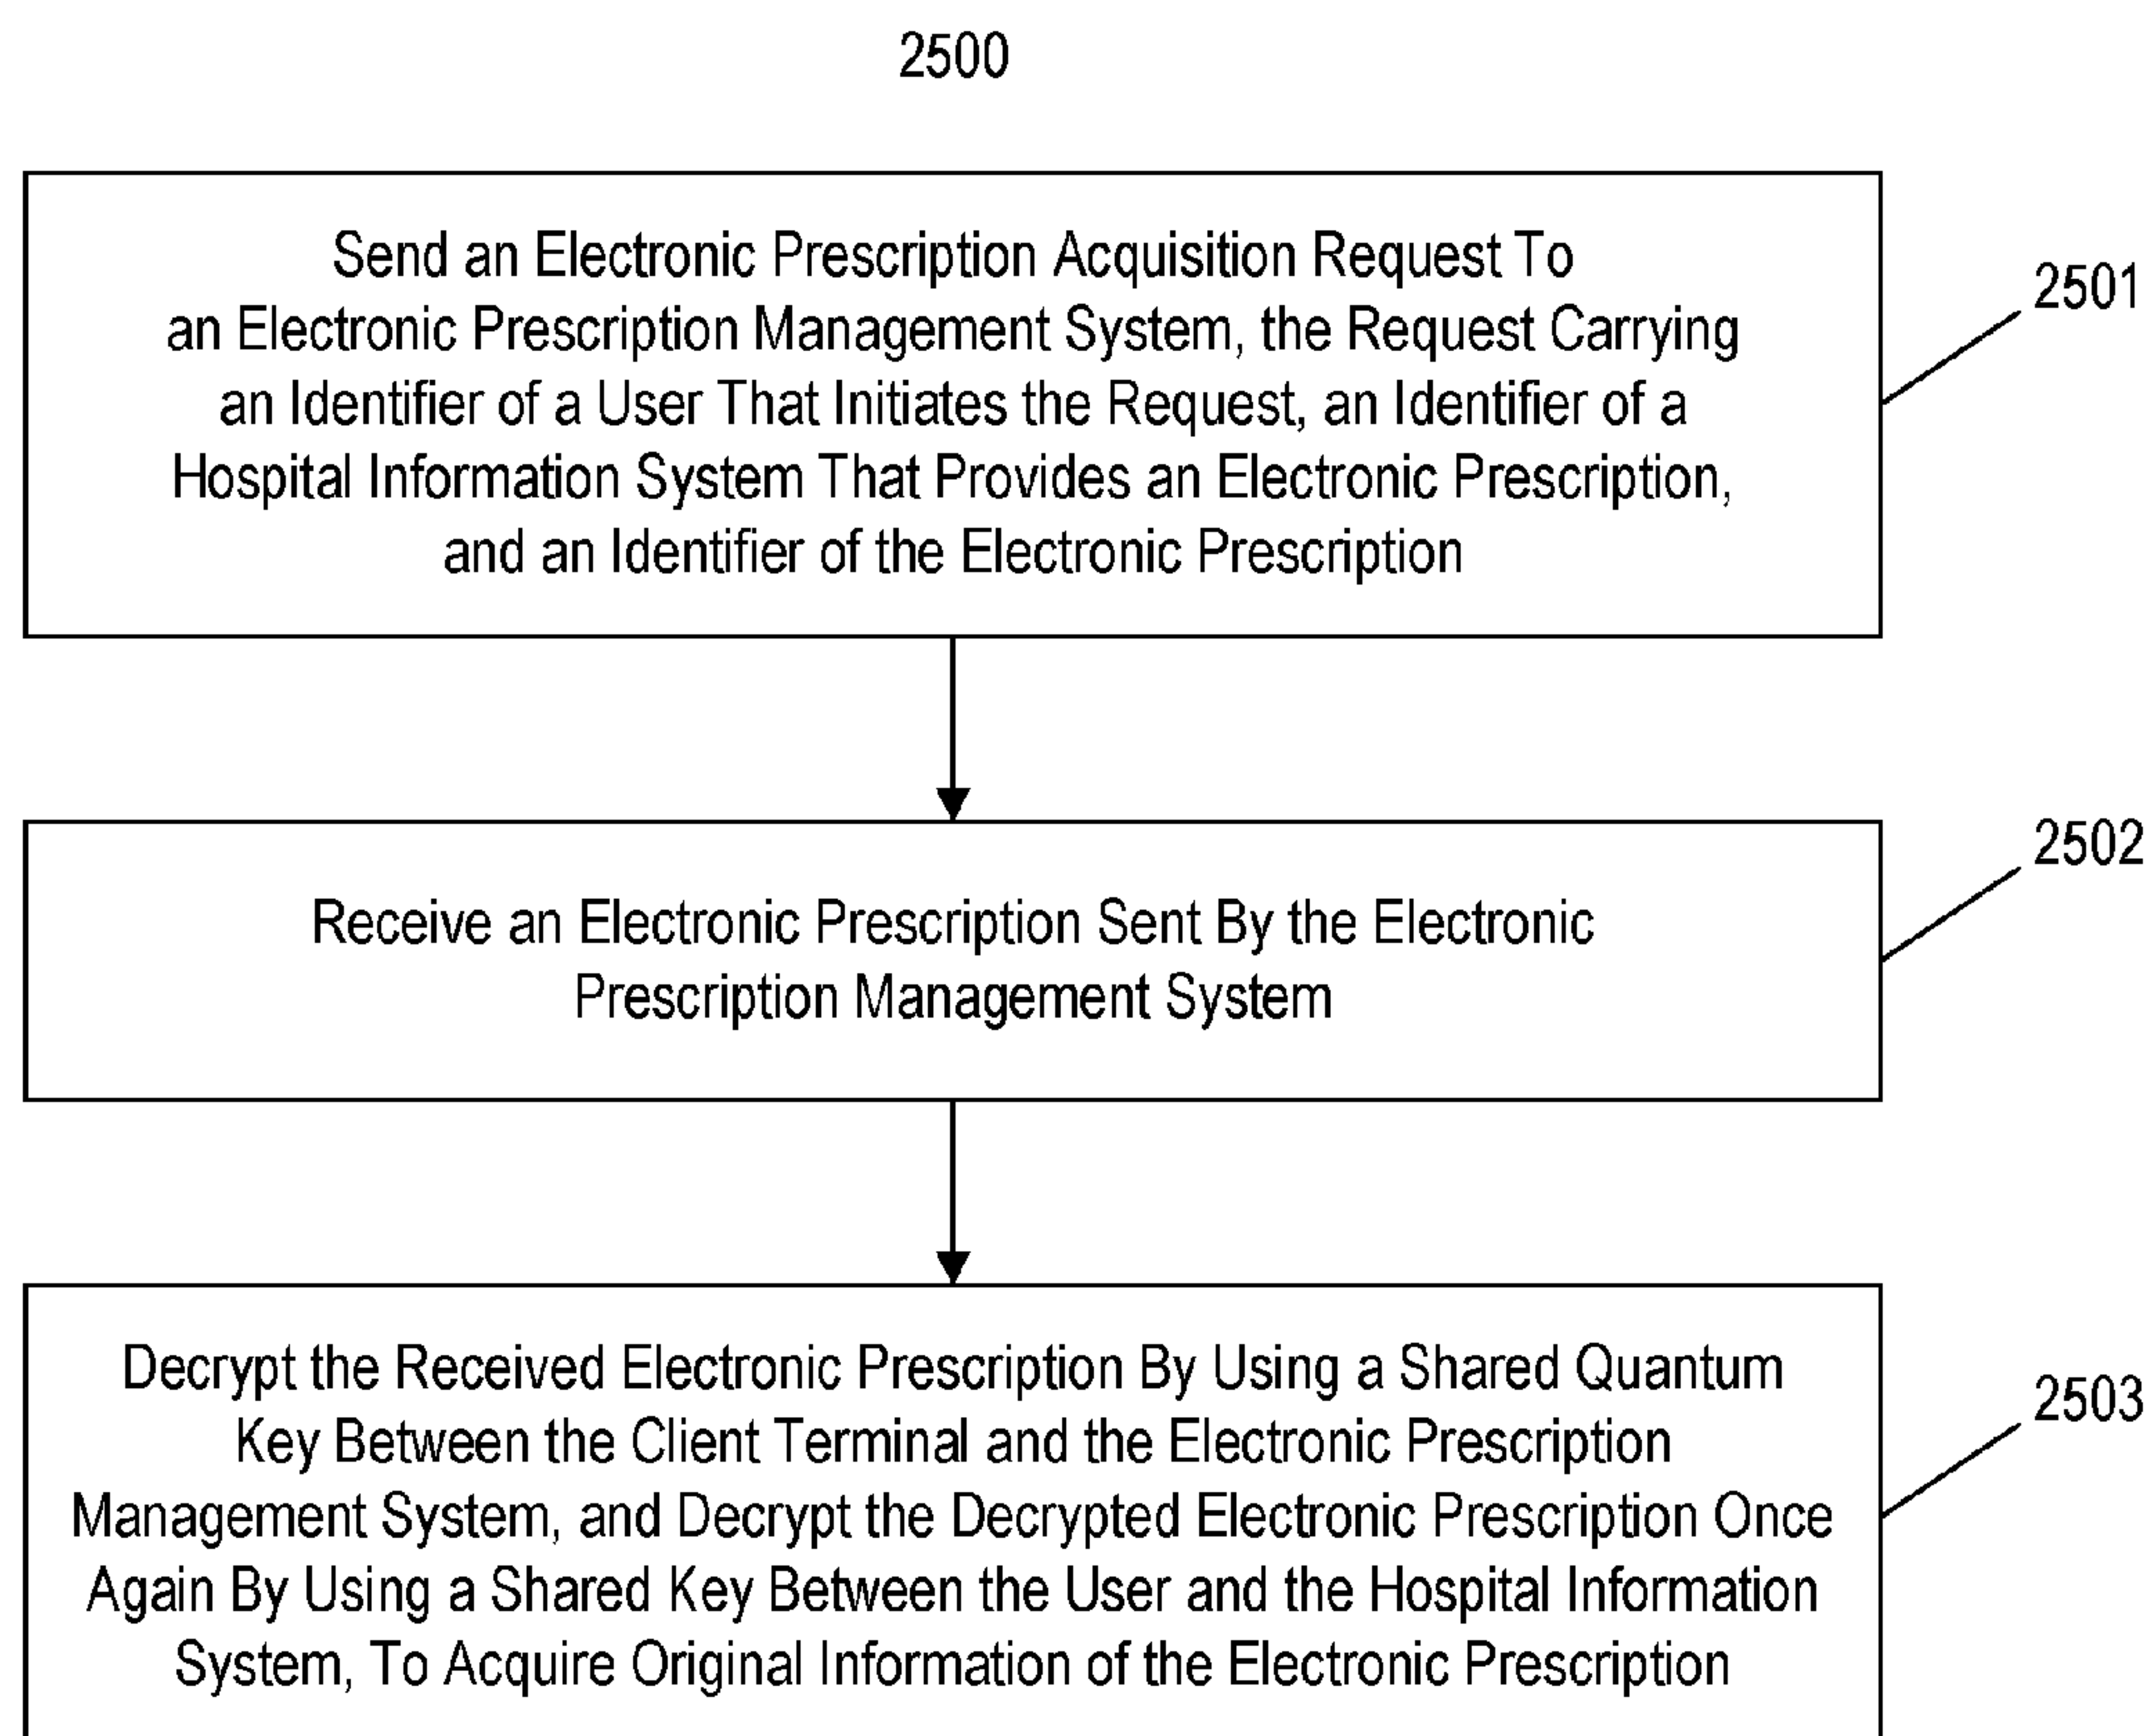 2500
Send an Electronic Prescription Acquisition Request To
an Electronic Prescription Management System, the Request Carrying
an Identifier of a User That Initiates the Request, an Identifier of a
Hospital Information System That Provides an Electronic Prescription,
and an Identifier of the Electronic Prescription
2501
Receive an Electronic Prescription Sent By the Electronic
Prescription Management System
2502
Decrypt the Received Electronic Prescription By Using a Shared Quantum
Key Between the Client Terminal and the Electronic Prescription
Management System, and Decrypt the Decrypted Electronic Prescription Once
Again By Using a Shared Key Between the User and the Hospital Information
System, To Acquire Original Information of the Electronic Prescription
2503